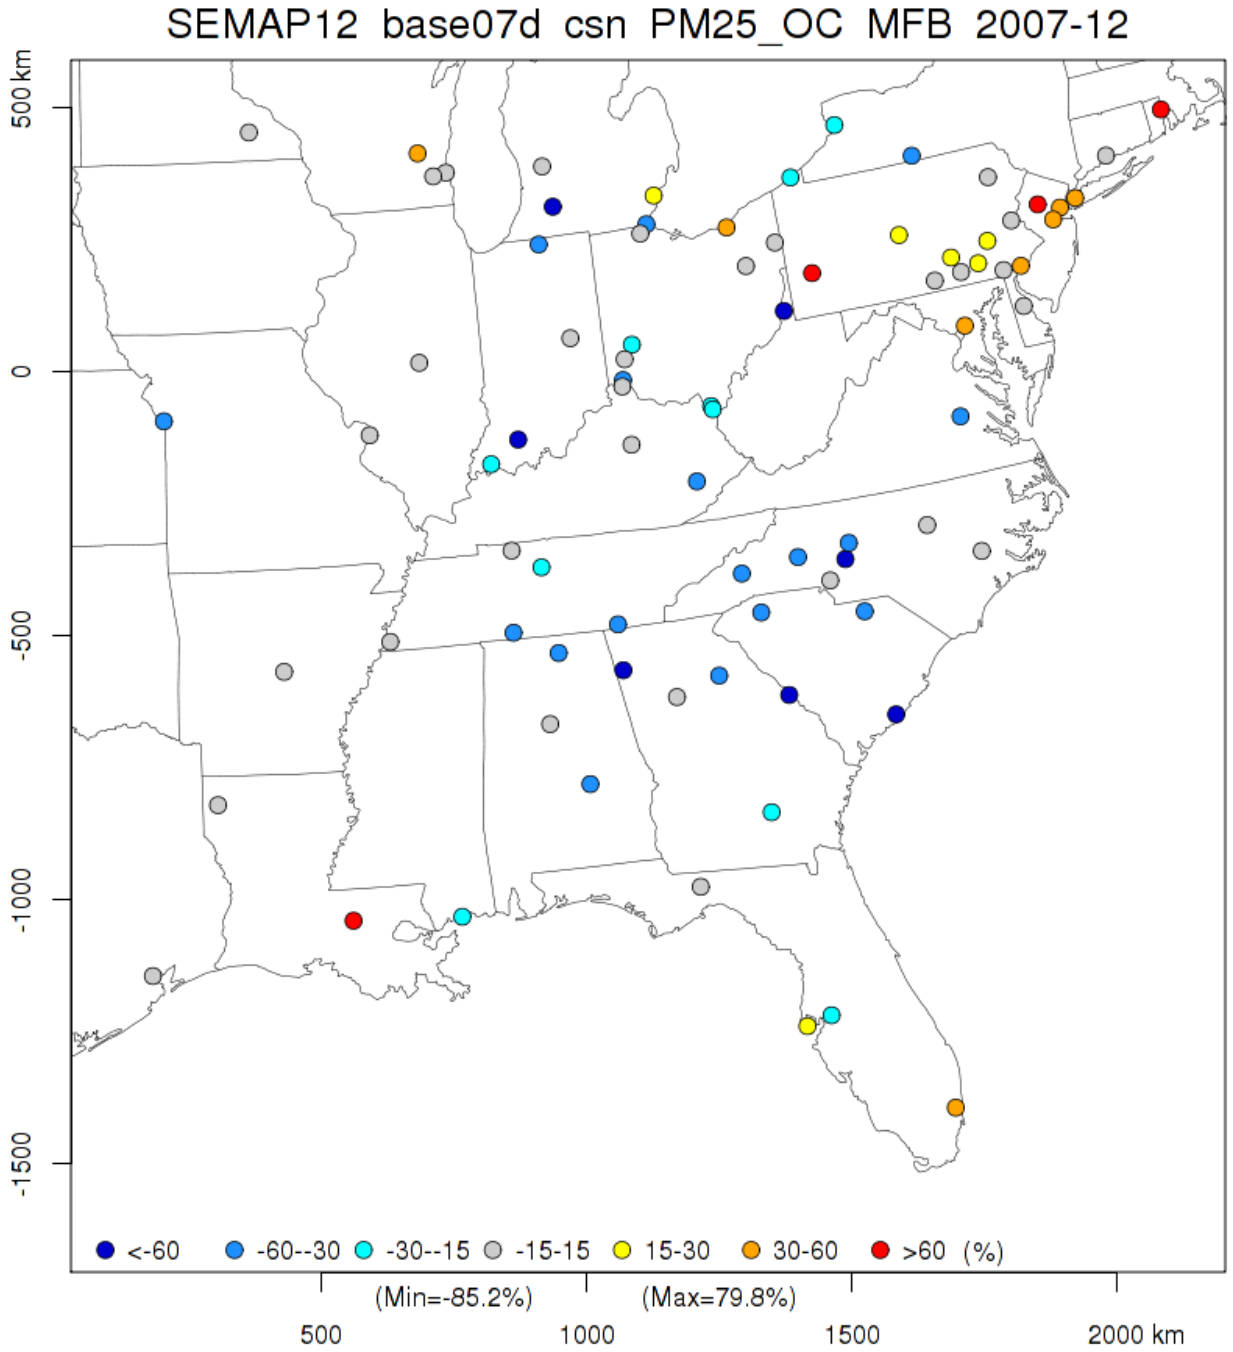 SEMAP12 base07d csn PM25_OC MFB 2007-12
500 km
0
-500
-1000
-1500
<-60 -60--30 -30--15 -15-15 15-30 30-60 >60 (%)
(Min=-85.2%) (Max=79.8%)
500 1000 1500 2000 km